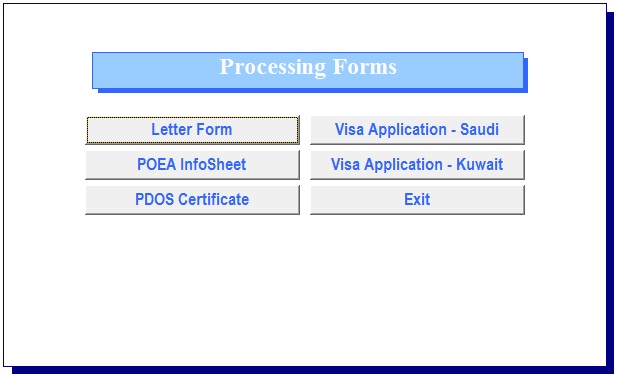 Processing Forms
Letter Form
Visa Application - Saudi
POEA InfoSheet
Visa Application - Kuwait
PDOS Certificate
Exit